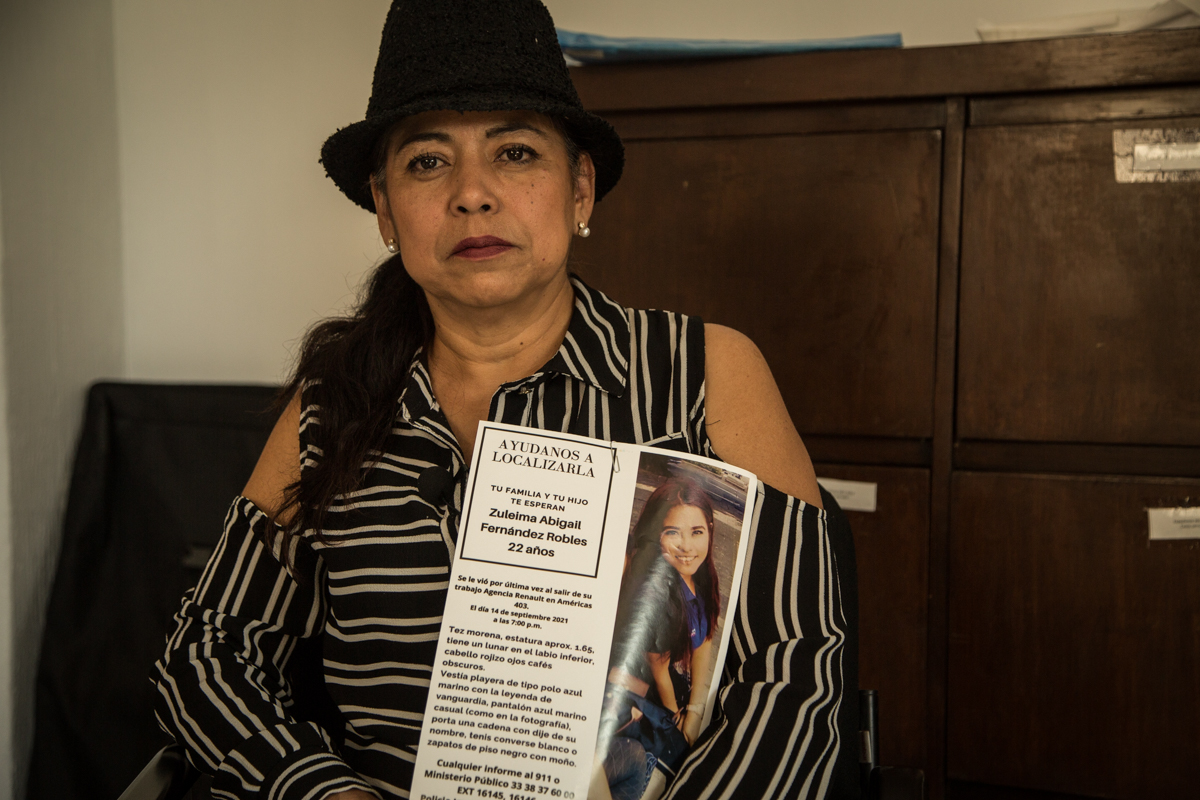 AYUDANOS A
LOCALIZARLA
TU FAMILIA Y TU HIJO
TE ESPERAN
Zuleima Abigail
Fernández Robles
22 años
Se le vió por última vez al salir de su
trabajo Agencia Renault en Américas
403.
El día 14 de septiembre 2021
a las 7:00 p.m.
Tez morena, estatura aprox. 1.65,
tiene un lunar en el labio inferior,
cabello rojizo ojos cafés
obscuros.
Vestía playera de tipo polo azul
marino con la leyenda de
vanguardia, pantalón azul marino
casual (como en la fotografía),
porta una cadena con dije de su
nombre, tenis converse blanco o
zapatos de piso negro con moño.
Cualquier informe al 911 o
Ministerio Público 33 38 37 60 00
EXT 16145,